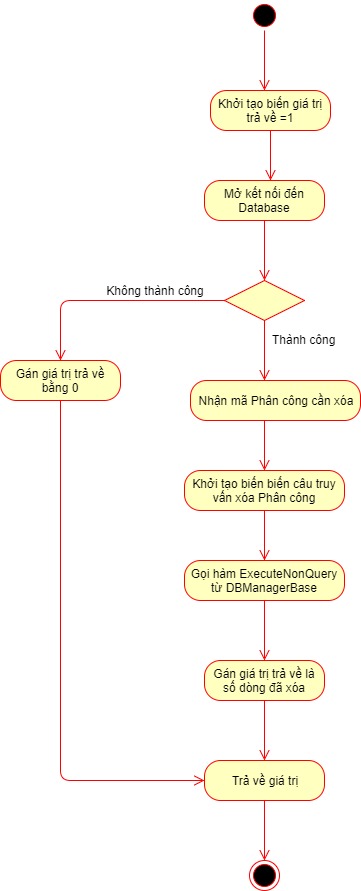 Khởi tạo biến giá trị
trả về =1
Mở kết nối đến
Database
Không thành công
Thành công
Gán giá trị trả về
bằng 0
Nhận mã Phân công cần xóa
Khởi tạo biến biến câu truy
vấn xóa Phân công
Gọi hàm ExecuteNonQuery
từ DBManagerBase
Gán giá trị trả về là
số dòng đã xóa
Trả về giá trị